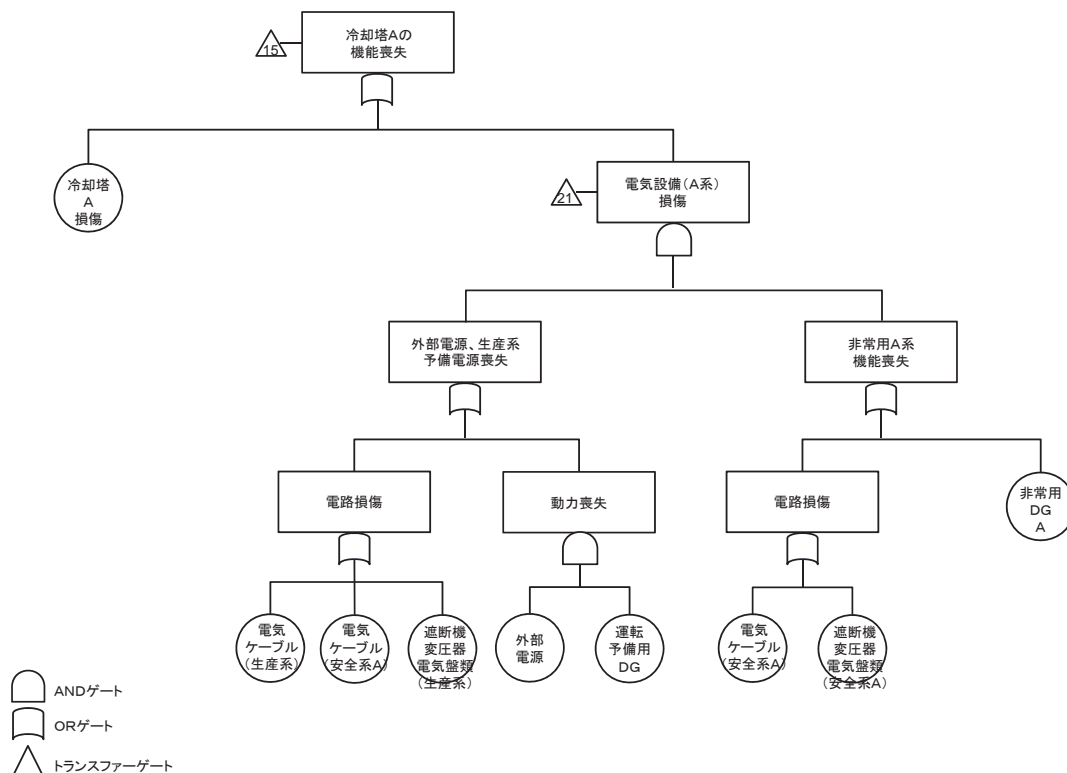 冷却塔Aの
機能喪失
15
冷却塔
A
損傷
電気設備(A系)
損傷
21
外部電源、生産系
予備電源喪失
非常用A系
機能喪失
電路損傷
動力喪失
電路損傷
非常用
DG
A
電気
ケーブル
(生産系)
電気
ケーブル
(安全系A)
遮断機
変圧器
電気盤類
(生産系)
外部
電源
運転
予備用
DG
電気
ケーブル
(安全系A)
遮断機
変圧器
電気盤類
(安全系A)
ANDゲート
ORゲート
トランスファーゲート